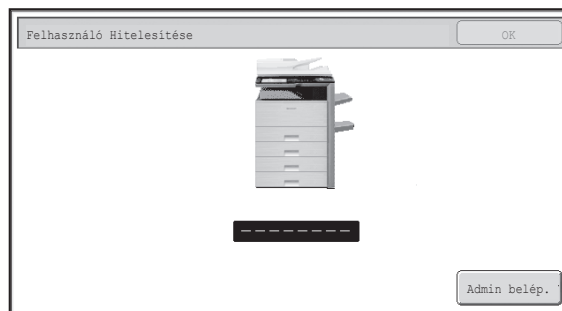 Felhasználó Hitelesítése
OK
--------
Admin belép.